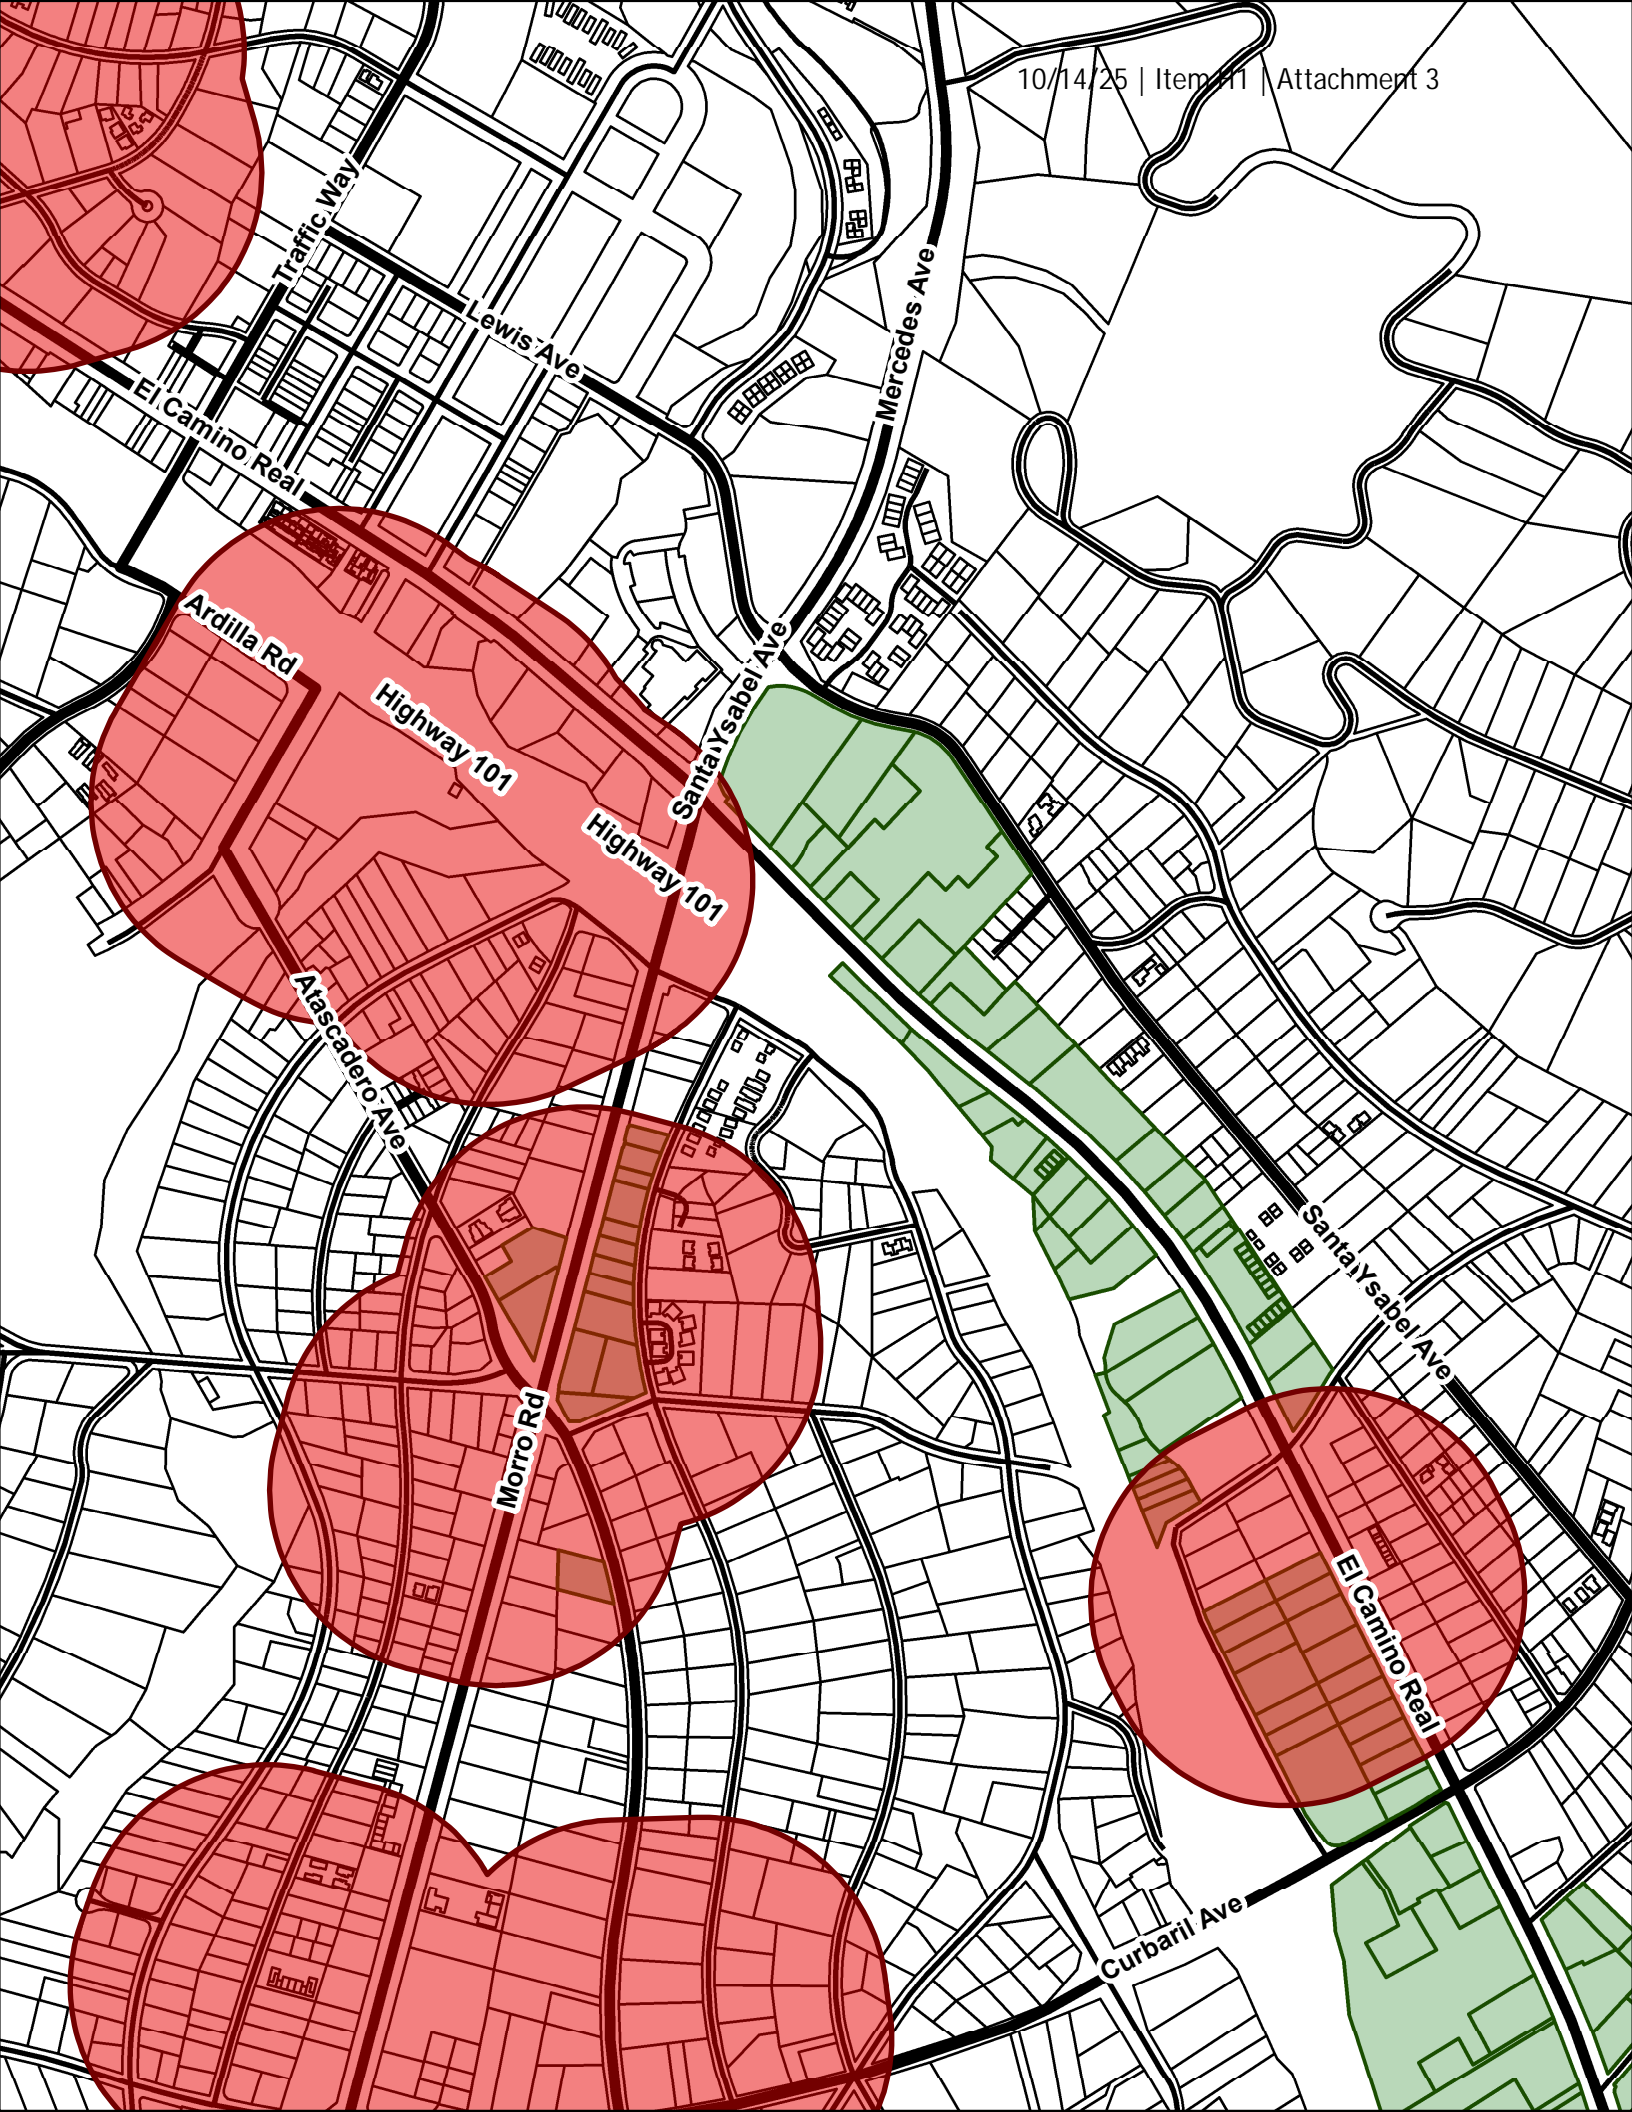 10/14/25 | Item H1 | Attachment 3
Traffic Way
Lewis Ave
Mercedes Ave
El Camino Real
Ardilla Rd
Santa Ysabel Ave
Highway 101
Highway 101
Atascadero Ave
Santa Ysabel Ave
Morro Rd
El Camino Real
Curbaril Ave